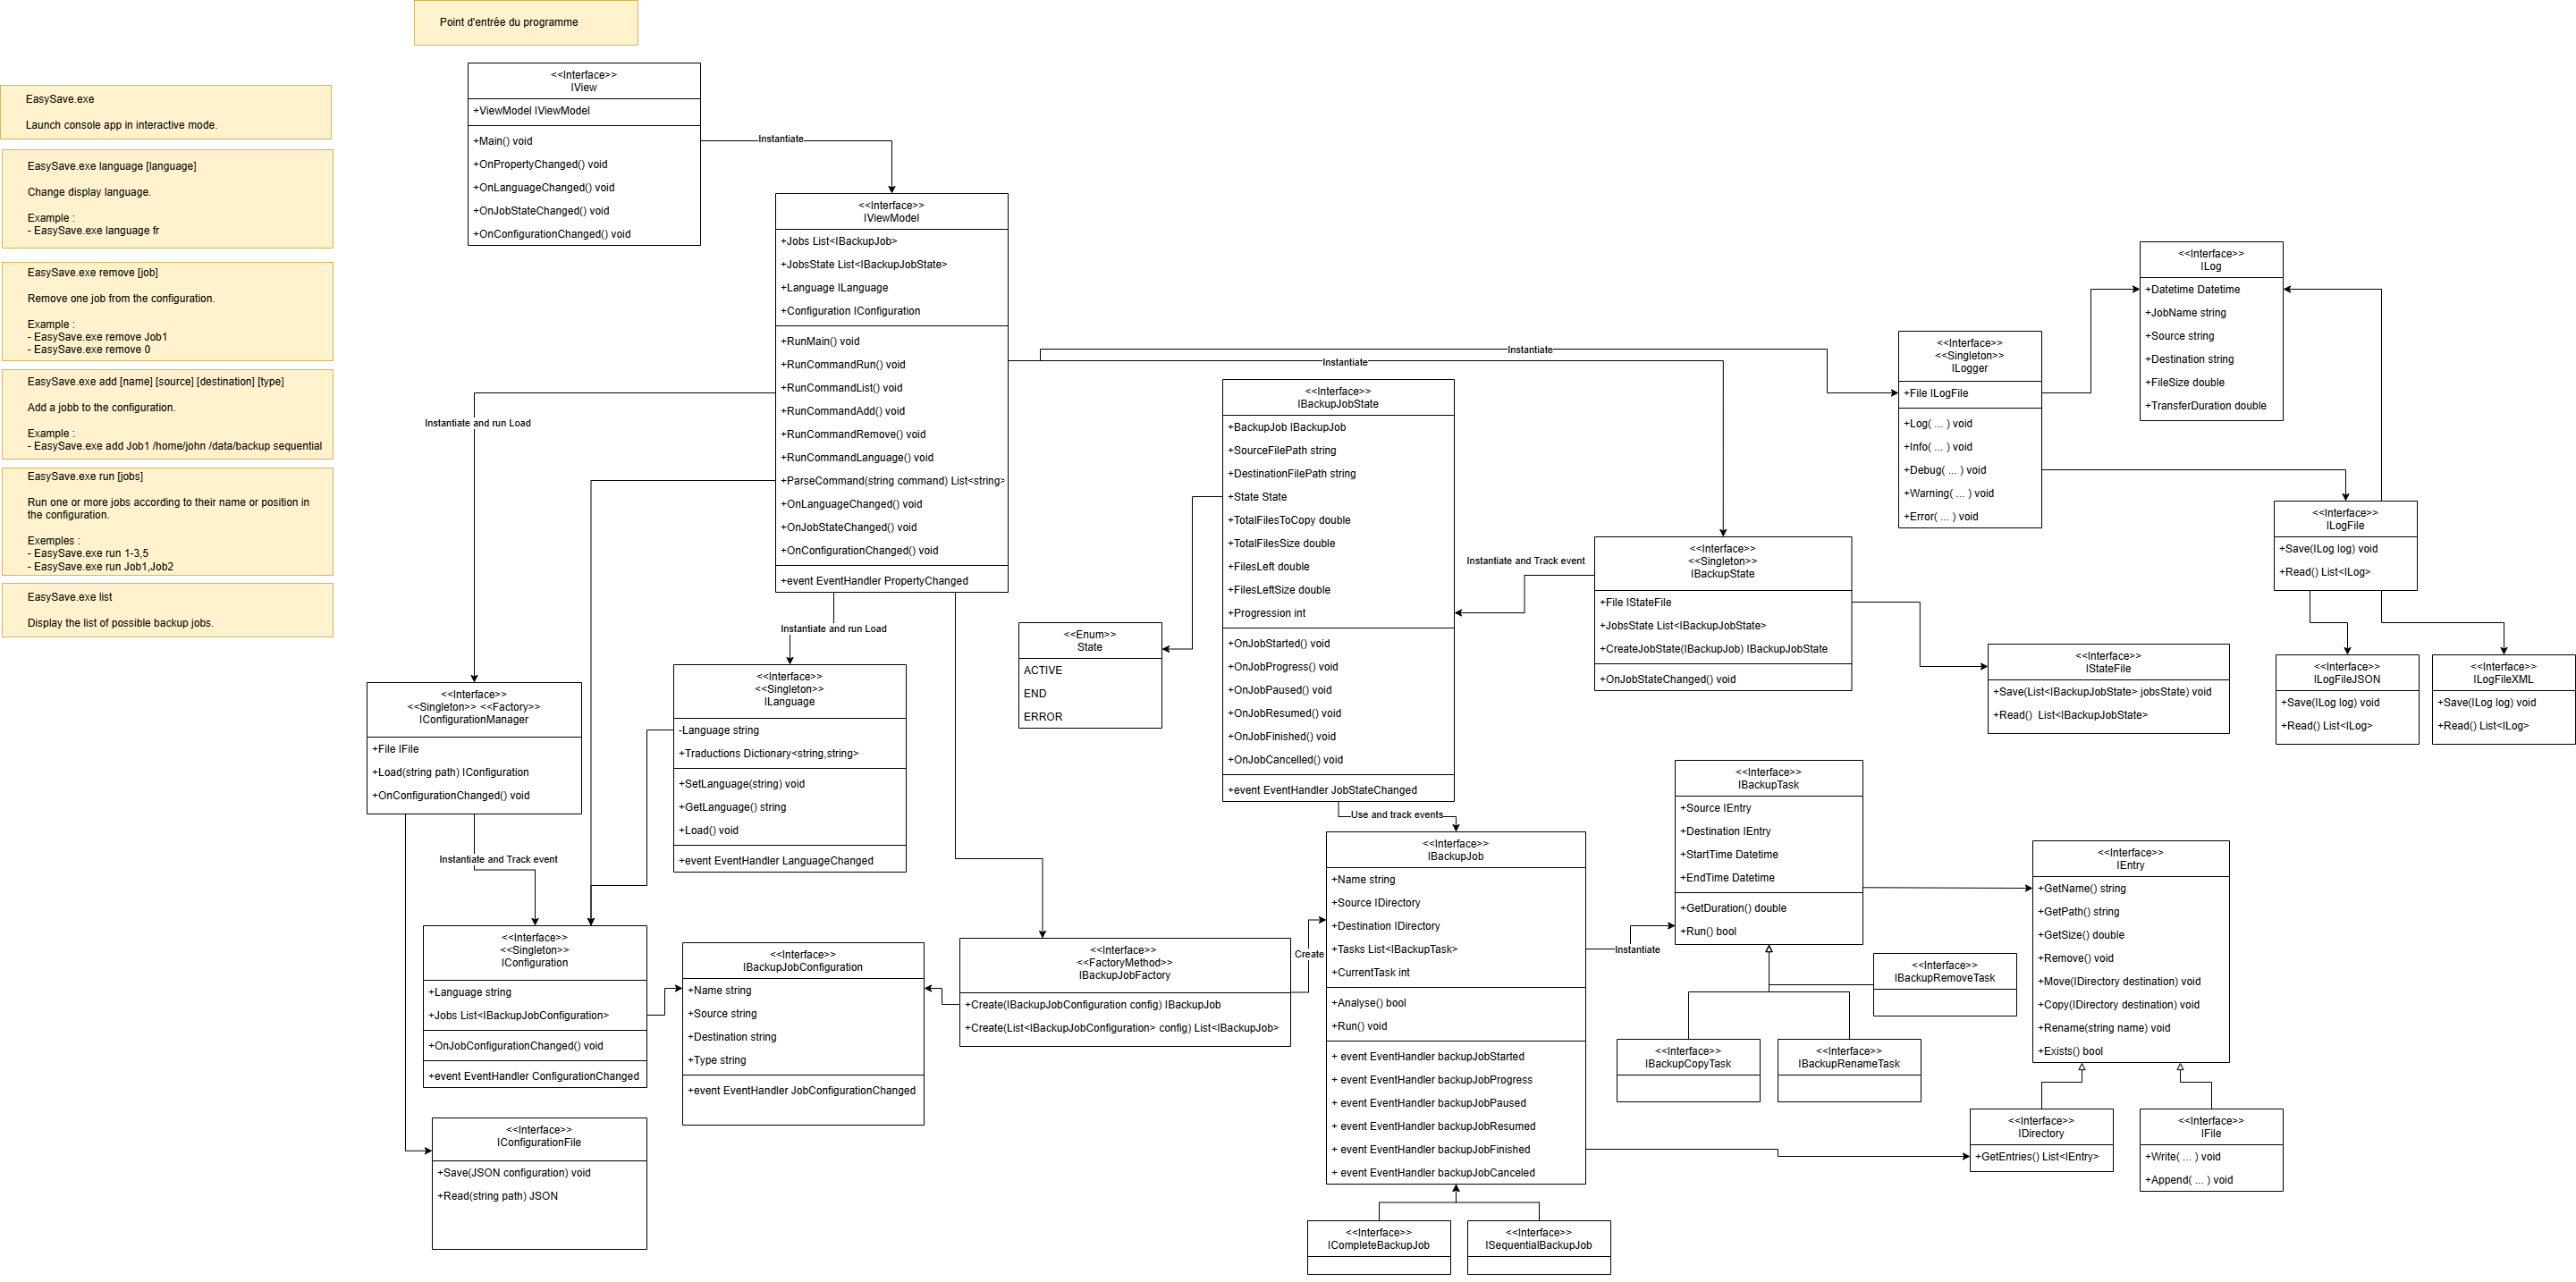 Point d'entrée du programme
EasySave.exe
Launch console app in interactive mode.
EasySave.exe language [language]
Change display language.
Example :
- EasySave.exe language fr
EasySave.exe remove [job]
Remove one job from the configuration.
Example :
- EasySave.exe remove Job1
- EasySave.exe remove 0
EasySave.exe add [name] [source] [destination] [type]
Add a jobb to the configuration.
Example :
- EasySave.exe add Job1 /home/john /data/backup sequential
EasySave.exe run [jobs]
Run one or more jobs according to their name or position in
the configuration.
Exemples :
- EasySave.exe run 1-3,5
- EasySave.exe run Job1,Job2
EasySave.exe list
Display the list of possible backup jobs.
<<Interface>>
IView
+ViewModel IViewModel
+Main() void
+OnPropertyChanged() void
+OnLanguageChanged() void
+OnJobStateChanged() void
+OnConfigurationChanged() void
Instantiate
<<Interface>>
IViewModel
+Jobs List<IBackupJob>
+JobsState List<IBackupJobState>
+Language ILanguage
+Configuration IConfiguration
+RunMain() void
+RunCommandRun() void
+RunCommandList() void
+RunCommandAdd() void
+RunCommandRemove() void
+RunCommandLanguage() void
+ParseCommand(string command) List<string>
+OnLanguageChanged() void
+OnJobStateChanged() void
+OnConfigurationChanged() void
+event EventHandler PropertyChanged
Instantiate and run Load
Instantiate and run Load
Instantiate
Instantiate
<<Interface>>
<<Singleton>> <<Factory>>
IConfigurationManager
+File IFile
+Load(string path) IConfiguration
+OnConfigurationChanged() void
Instantiate and Track event
<<Interface>>
<<Singleton>>
ILanguage
-Language string
+Traductions Dictionary<string,string>
+SetLanguage(string) void
+GetLanguage() string
+Load() void
+event EventHandler LanguageChanged
<<Interface>>
<<Singleton>>
IConfiguration
+Language string
+Jobs List<IBackupJobConfiguration>
+OnJobConfigurationChanged() void
+event EventHandler ConfigurationChanged
<<Interface>>
IConfigurationFile
+Save(JSON configuration) void
+Read(string path) JSON
<<Interface>>
IBackupJobConfiguration
+Name string
+Source string
+Destination string
+Type string
+event EventHandler JobConfigurationChanged
<<Interface>>
<<FactoryMethod>>
IBackupJobFactory
+Create(IBackupJobConfiguration config) IBackupJob
+Create(List<IBackupJobConfiguration> config) List<IBackupJob>
Create
<<Enum>>
State
ACTIVE
END
ERROR
<<Interface>>
IBackupJobState
+BackupJob IBackupJob
+SourceFilePath string
+DestinationFilePath string
+State State
+TotalFilesToCopy double
+TotalFilesSize double
+FilesLeft double
+FilesLeftSize double
+Progression int
+OnJobStarted() void
+OnJobProgress() void
+OnJobPaused() void
+OnJobResumed() void
+OnJobFinished() void
+OnJobCancelled() void
+event EventHandler JobStateChanged
Use and track events
Instantiate and Track event
<<Interface>>
<<Singleton>>
IBackupState
+File IStateFile
+JobsState List<IBackupJobState>
+CreateJobState(IBackupJob) IBackupJobState
+OnJobStateChanged() void
<<Interface>>
IBackupJob
+Name string
+Source IDirectory
+Destination IDirectory
+Tasks List<IBackupTask>
+CurrentTask int
+Analyse() bool
+Run() void
+ event EventHandler backupJobStarted
+ event EventHandler backupJobProgress
+ event EventHandler backupJobPaused
+ event EventHandler backupJobResumed
+ event EventHandler backupJobFinished
+ event EventHandler backupJobCanceled
<<Interface>>
ICompleteBackupJob
<<Interface>>
ISequentialBackupJob
Instantiate
<<Interface>>
IBackupTask
+Source IEntry
+Destination IEntry
+StartTime Datetime
+EndTime Datetime
+GetDuration() double
+Run() bool
<<Interface>>
IBackupRemoveTask
<<Interface>>
IBackupCopyTask
<<Interface>>
IBackupRenameTask
<<Interface>>
IEntry
+GetName() string
+GetPath() string
+GetSize() double
+Remove() void
+Move(IDirectory destination) void
+Copy(IDirectory destination) void
+Rename(string name) void
+Exists() bool
<<Interface>>
IDirectory
+GetEntries() List<IEntry>
<<Interface>>
IFile
+Write( ... ) void
+Append( ... ) void
<<Interface>>
<<Singleton>>
ILogger
+File ILogFile
+Log( ... ) void
+Info( ... ) void
+Debug( ... ) void
+Warning( ... ) void
+Error( ... ) void
<<Interface>>
ILog
+Datetime Datetime
+JobName string
+Source string
+Destination string
+FileSize double
+TransferDuration double
<<Interface>>
ILogFile
+Save(ILog log) void
+Read() List<ILog>
<<Interface>>
IStateFile
+Save(List<IBackupJobState> jobsState) void
+Read() List<IBackupJobState>
<<Interface>>
ILogFileJSON
+Save(ILog log) void
+Read() List<ILog>
<<Interface>>
ILogFileXML
+Save(ILog log) void
+Read() List<ILog>